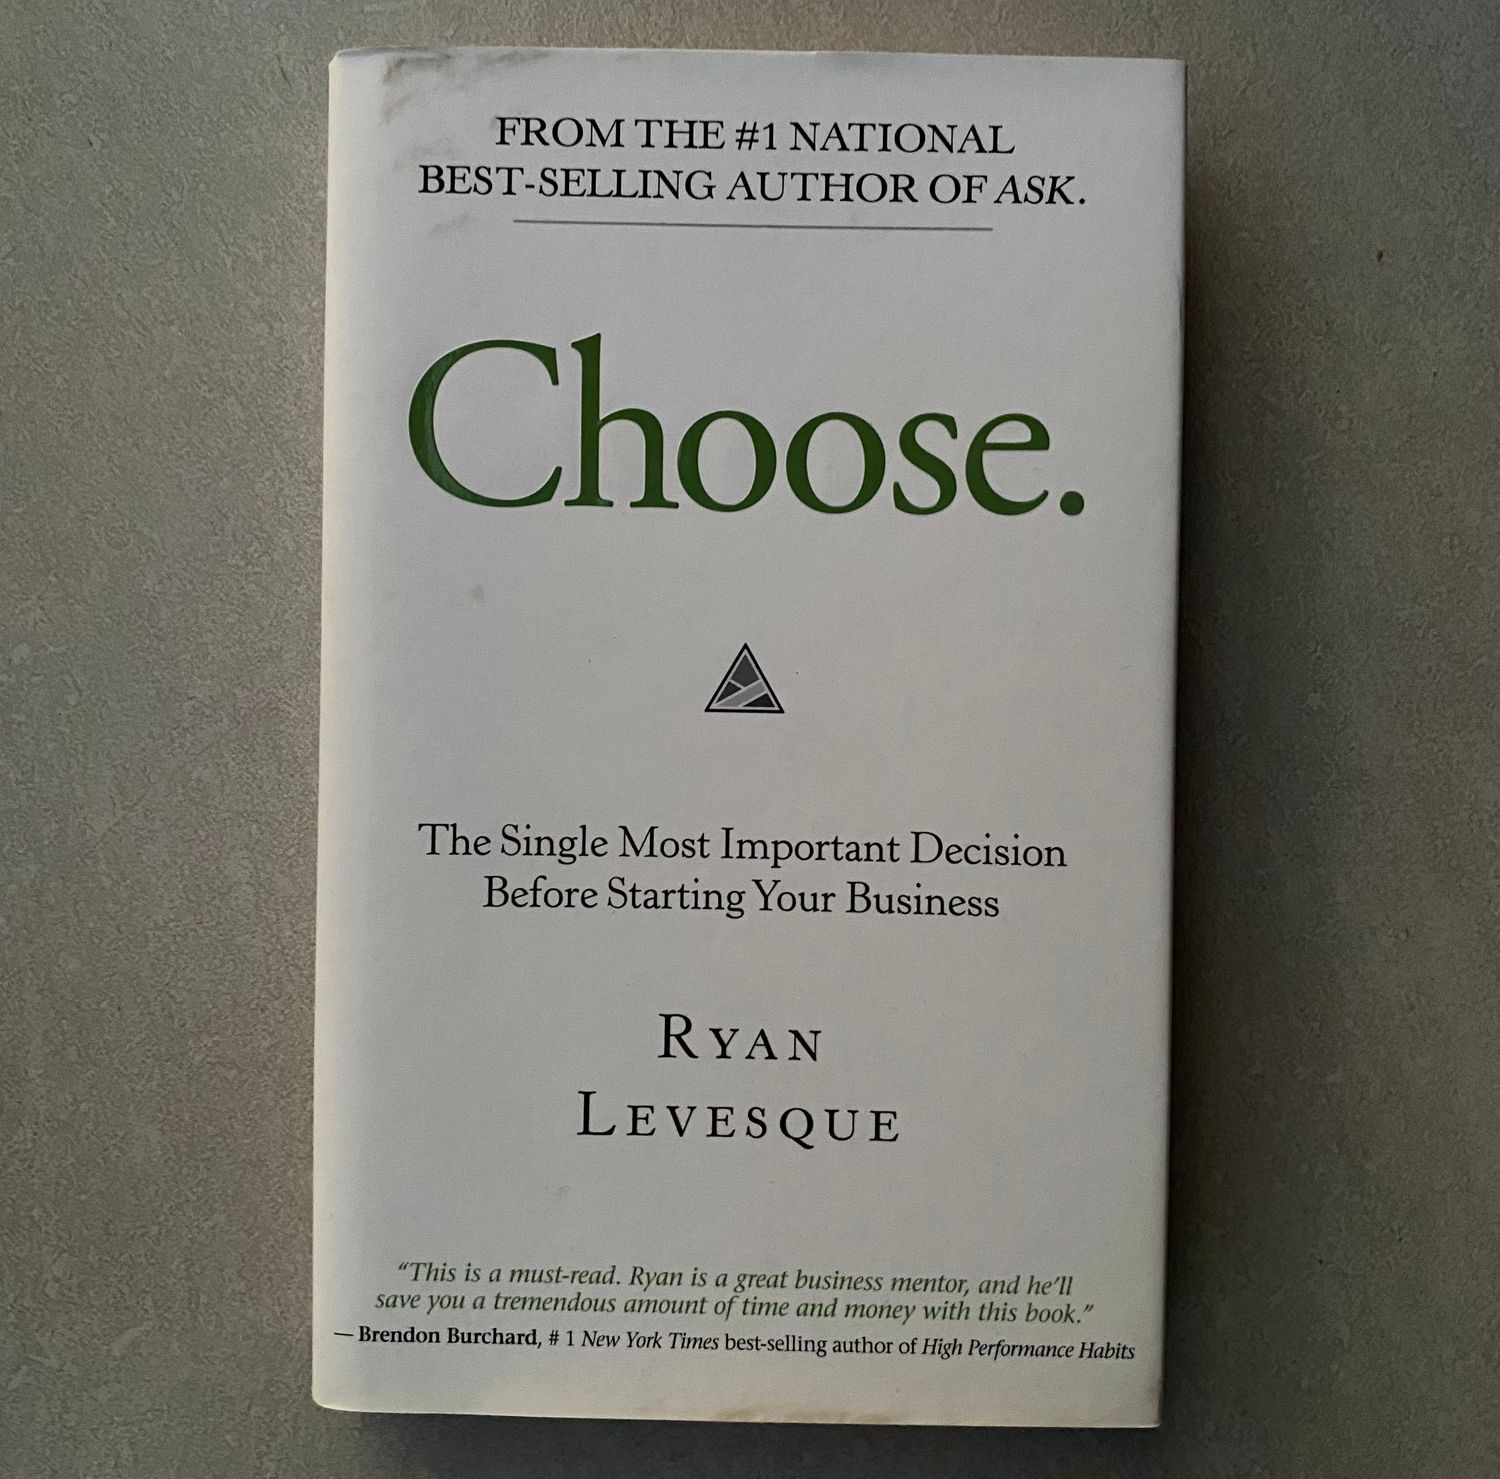 FROM THE #1 NATIONAL
BEST-SELLING AUTHOR OF ASK.
Choose.
The Single Most Important Decision
Before Starting Your Business
RYAN
LEVESQUE
“This is a must-read. Ryan is a great business mentor, and he’ll
save you a tremendous amount of time and money with this book.”
— Brendon Burchard, # 1 New York Times best-selling author of High Performance Habits